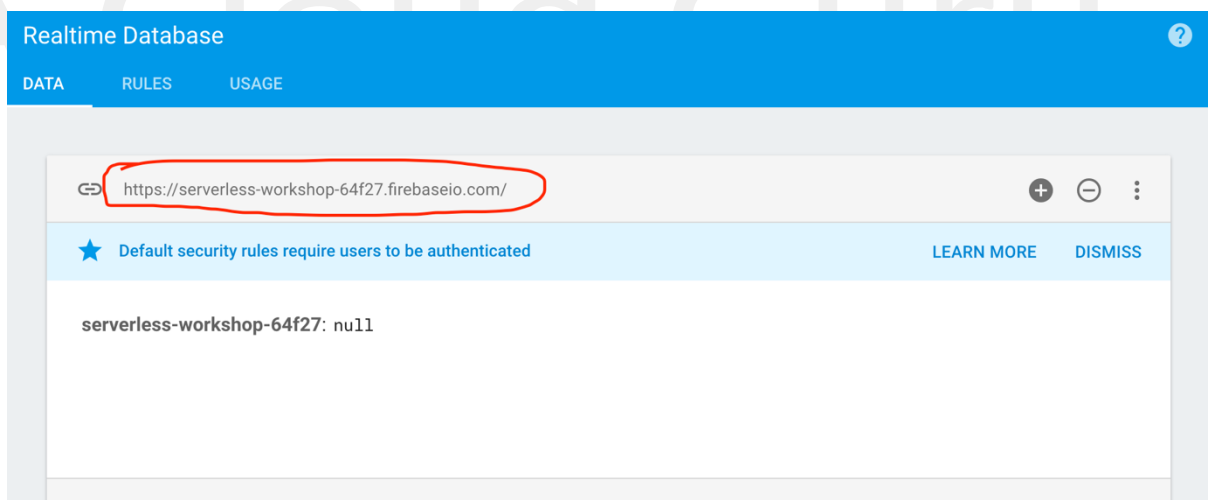 Realtime Database
?
DATA RULES USAGE
https://serverless-workshop-64f27.firebaseio.com/
Default security rules require users to be authenticated LEARN MORE DISMISS
serverless-workshop-64f27: null